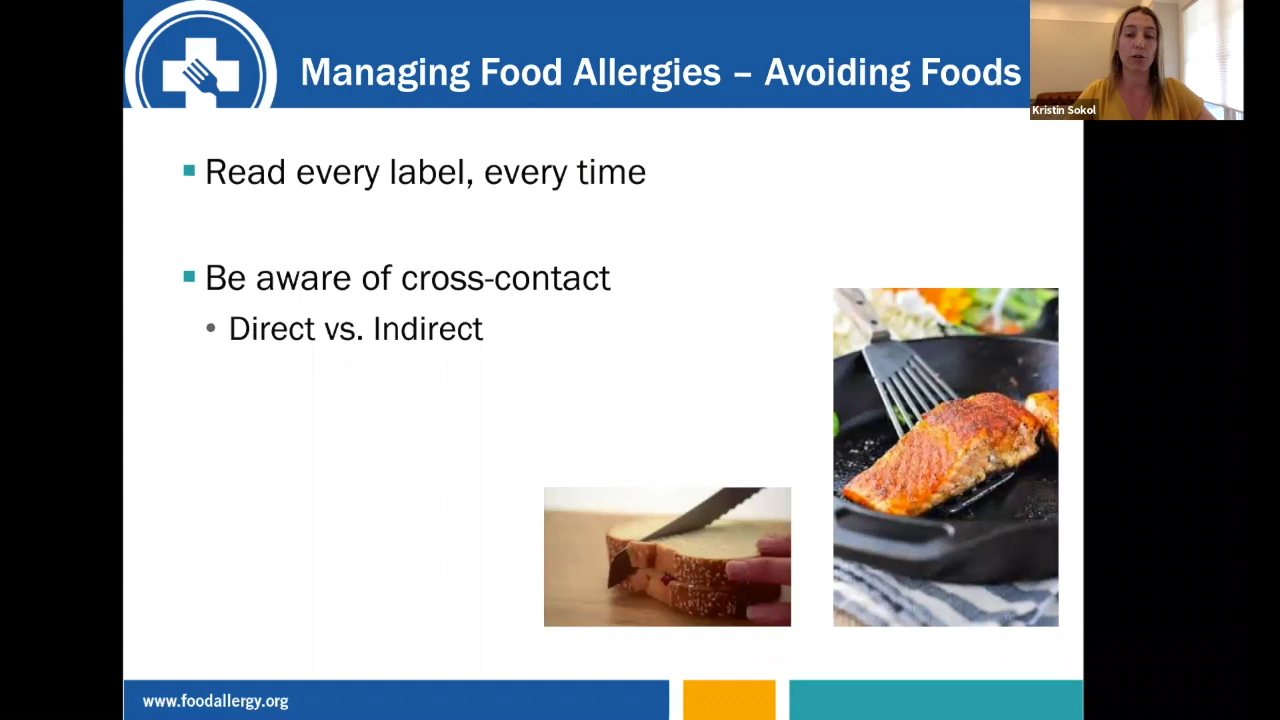 Managing Food Allergies – Avoiding Foods
Kristin Sokol
Read every label, every time
Be aware of cross-contact
Direct vs. Indirect
www.foodallergy.org